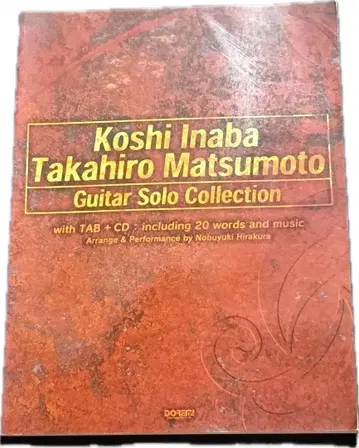 Koshi Inaba
Takahiro Matsumoto
Guitar Solo Collection
with TAB + CD : including 20 words and music
Arrange & Performance by Nobuyuki Hirakura
DOREMI